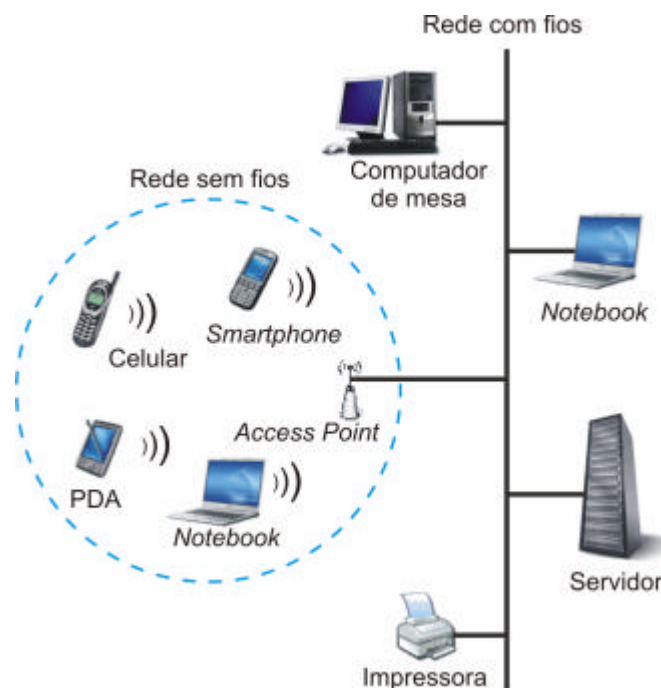 Rede com fios
Computador
de mesa
Rede sem fios
Notebook
Smartphone
Celular
Access Point
PDA
Notebook
Servidor
Impressora